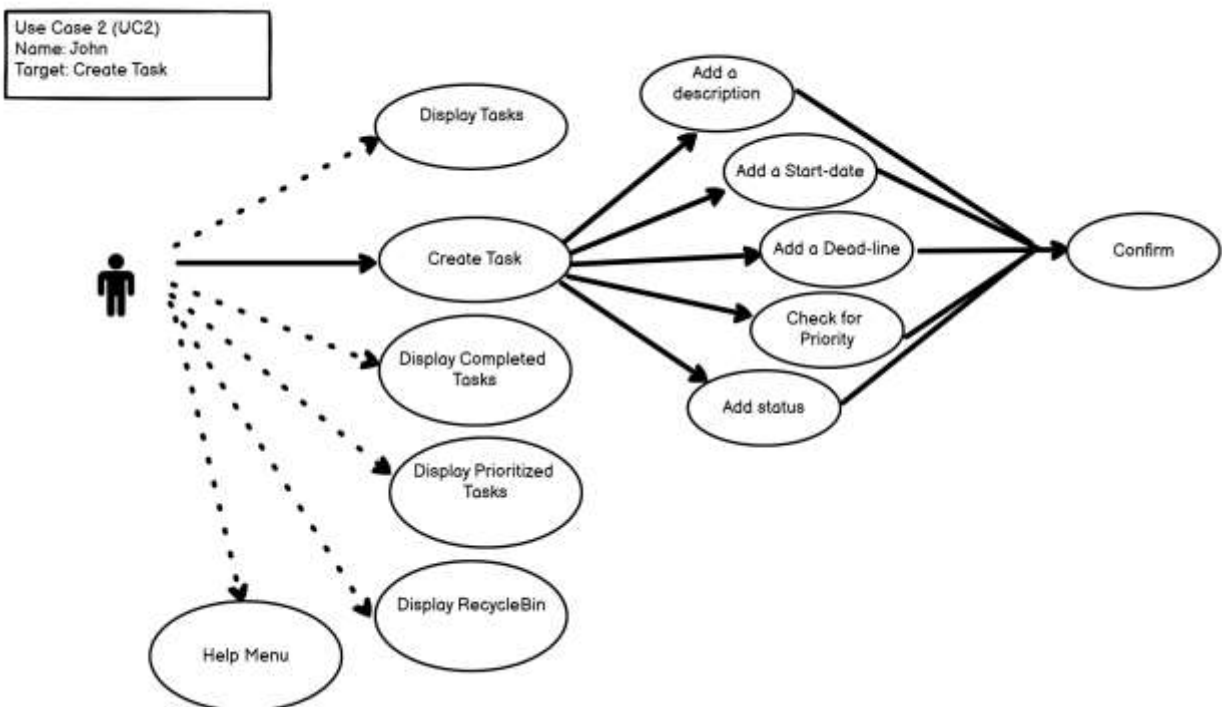 Use Case 2 (UC2)
Name: John
Target: Create Task
Display Tasks
Create Task
Display Completed
Tasks
Display Prioritized
Tasks
Display RecycleBin
Help Menu
Add a
description
Add a Start-date
Add a Dead-line
Check for
Priority
Add status
Confirm